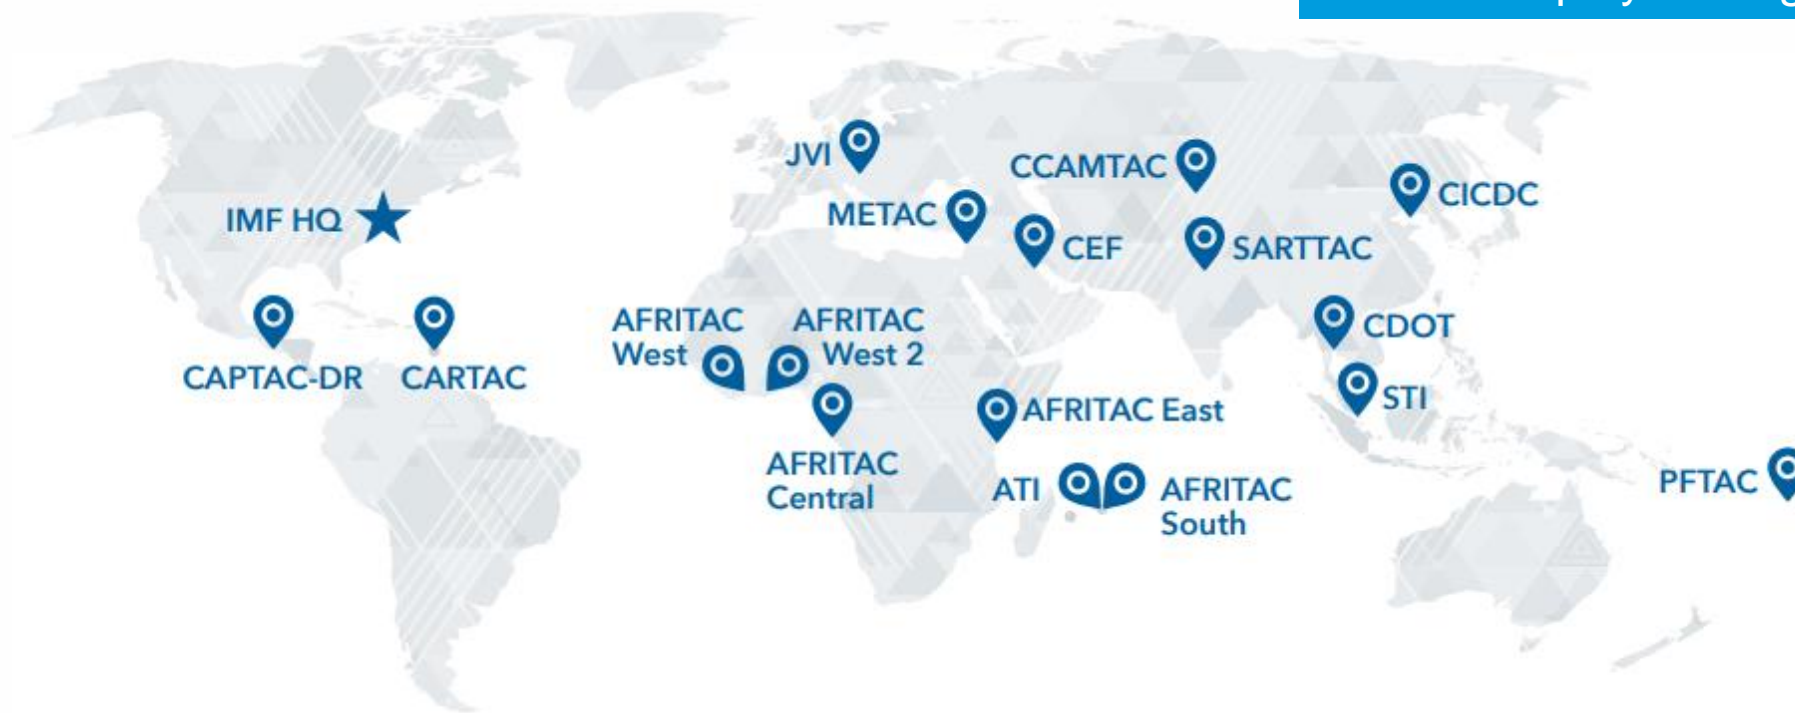 JVI
CCAMTAC
CICDC
IMF HQ
METAC
CEF
SARTTAC
AFRITAC
West
AFRITAC
West 2
CDOT
CAPTAC-DR
CARTAC
STI
AFRITAC East
AFRITAC
Central
ATI
AFRITAC
South
PFTAC